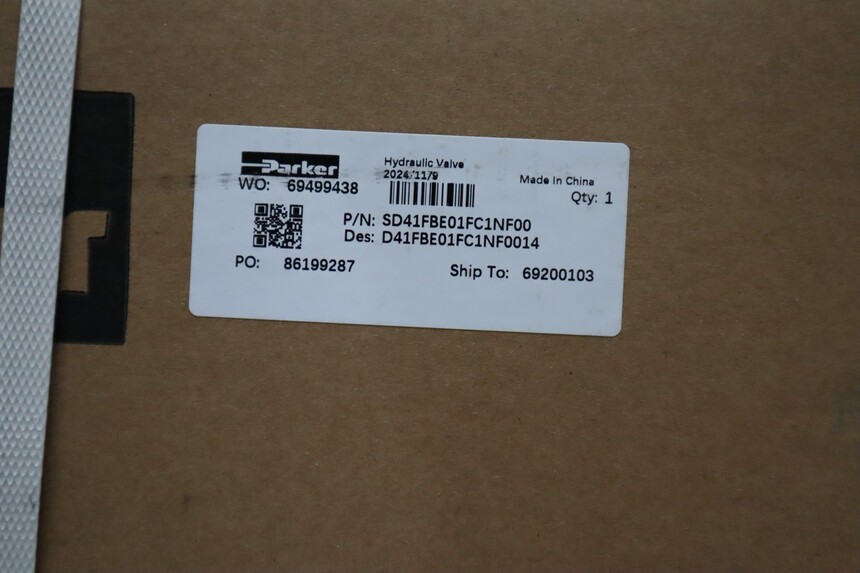 Parker
Hydraulic Valve
2024/11/9
Made In China
WO: 69499438
Qty: 1
P/N: SD41FBE01FC1NF00
Des: D41FBE01FC1NF0014
PO: 86199287
Ship To: 69200103
r